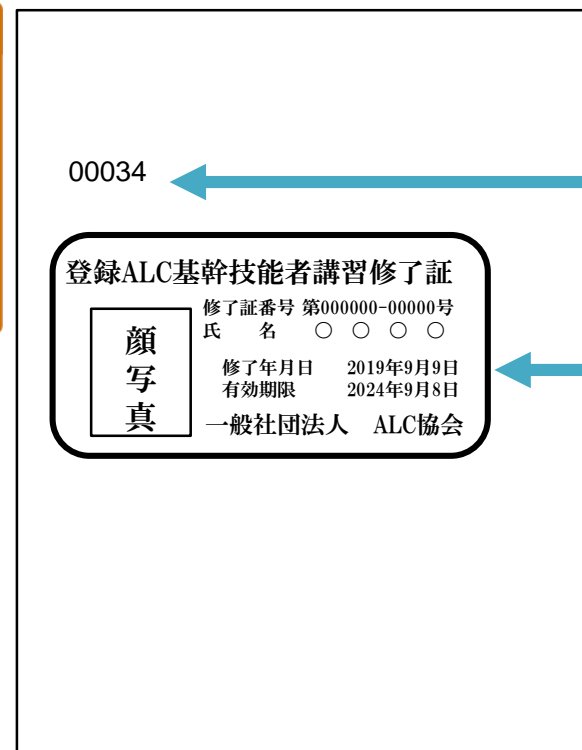 00034
登録ALC基幹技能者講習修了証
修了証番号 第000000-00000号
氏 名 ○ ○ ○ ○
顔写真
修了年月日 2019年9月9日
有効期限 2024年9月8日
一般社団法人 ALC協会